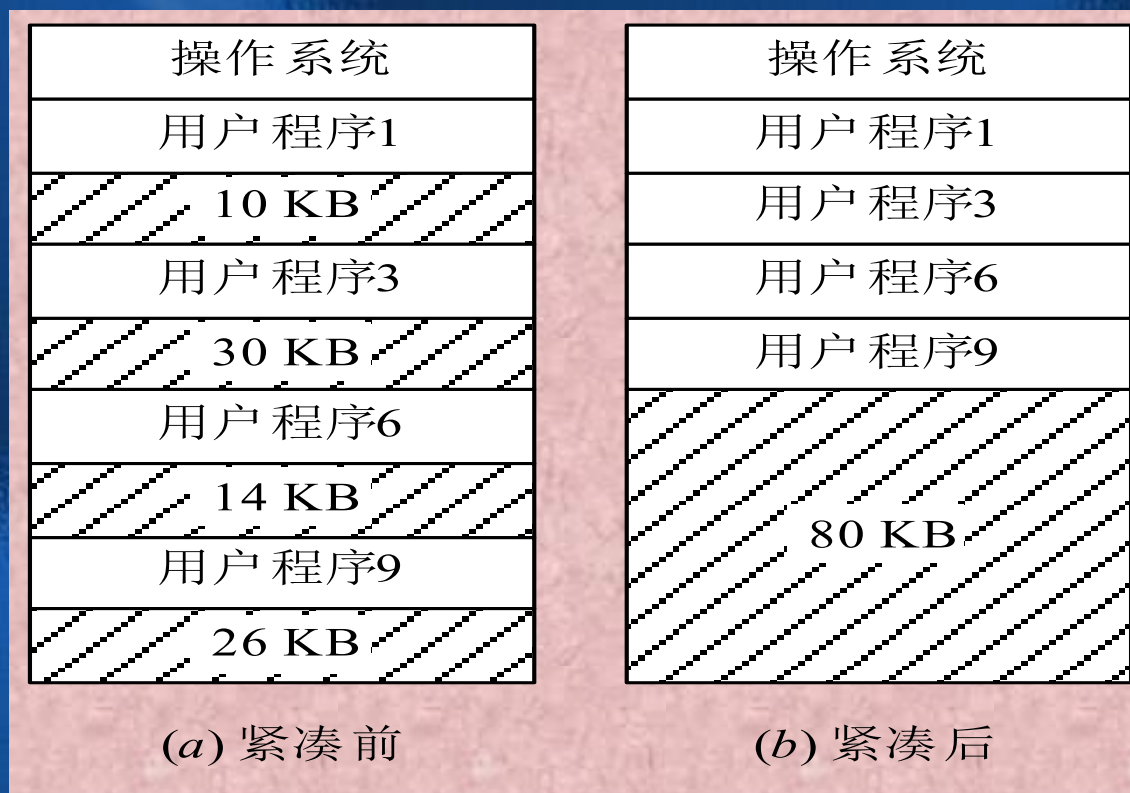 操作系统
用户程序1
10 KB
用户程序3
30 KB
用户程序6
14 KB
用户程序9
26 KB
(a) 紧凑前
操作系统
用户程序1
用户程序3
用户程序6
用户程序9
80 KB
(b) 紧凑后